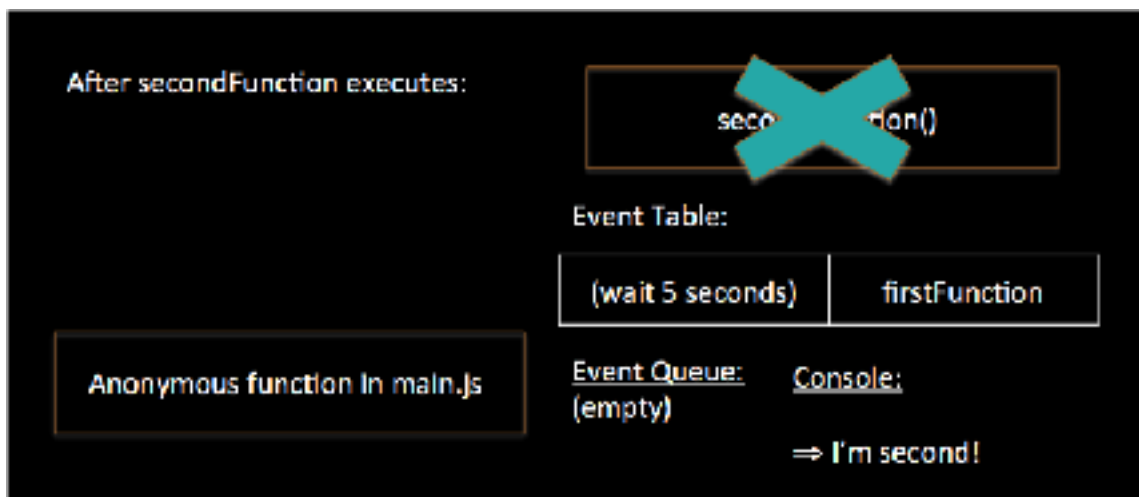 After secondFunction executes:
seco tion()
Event Table:
(wait 5 seconds) firstFunction
Anonymous function in main.js
Event Queue:
(empty)
Console:
⇒ I'm second!